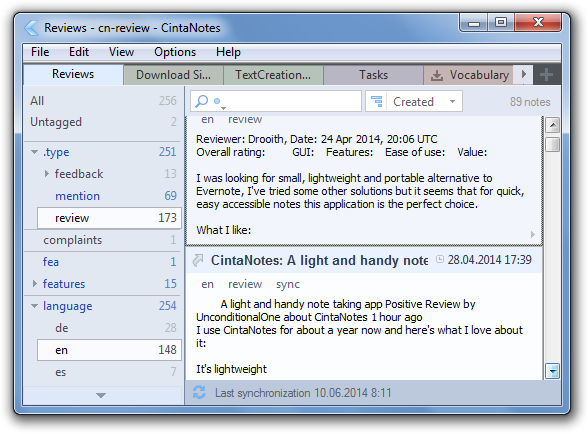 Reviews - cn-review - CintaNotes
File Edit View Options Help
Reviews Download Si... TextCreation... Tasks Vocabulary
All 256
Untagged 2
.type 251
feedback 13
mention 69
review 173
complaints 1
fea 1
features 15
language 254
de 28
en 148
es 7
Created 89 notes
en review
Reviewer: Drooith, Date: 24 Apr 2014, 20:06 UTC
Overall rating: GUI: Features: Ease of use: Value:
I was looking for small, lightweight and portable alternative to
Evernote, I've tried some other solutions but it seems that for quick,
easy accessible notes this application is the perfect choice.
What I like:
CintaNotes: A light and handy note 28.04.2014 17:39
en review sync
A light and handy note taking app Positive Review by
UnconditionalOne about CintaNotes 1 hour ago
I use CintaNotes for about a year now and here's what I love about
it:
It's lightweight
Last synchronization 10.06.2014 8:11